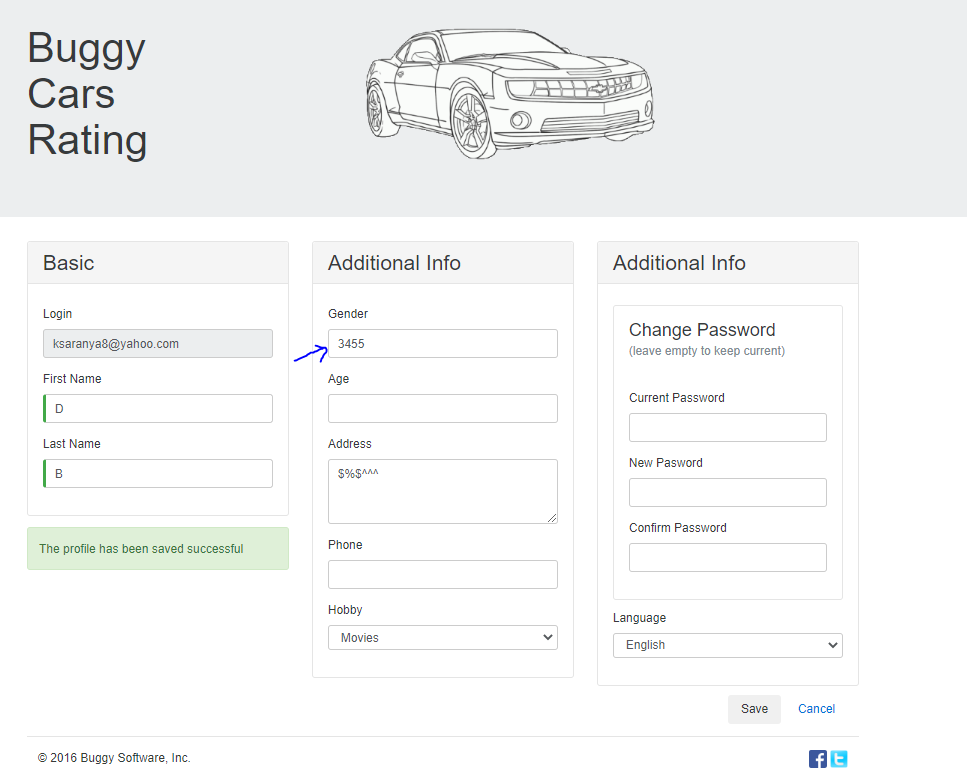 Buggy
Cars
Rating
Basic
Login
ksaranya8@yahoo.com
First Name
D
Last Name
B
The profile has been saved successful
Additional Info
Gender
3455
Age
Address
$%$^^^
Phone
Hobby
Movies
Additional Info
Change Password
(leave empty to keep current)
Current Password
New Pasword
Confirm Password
Language
English
Save Cancel
© 2016 Buggy Software, Inc.